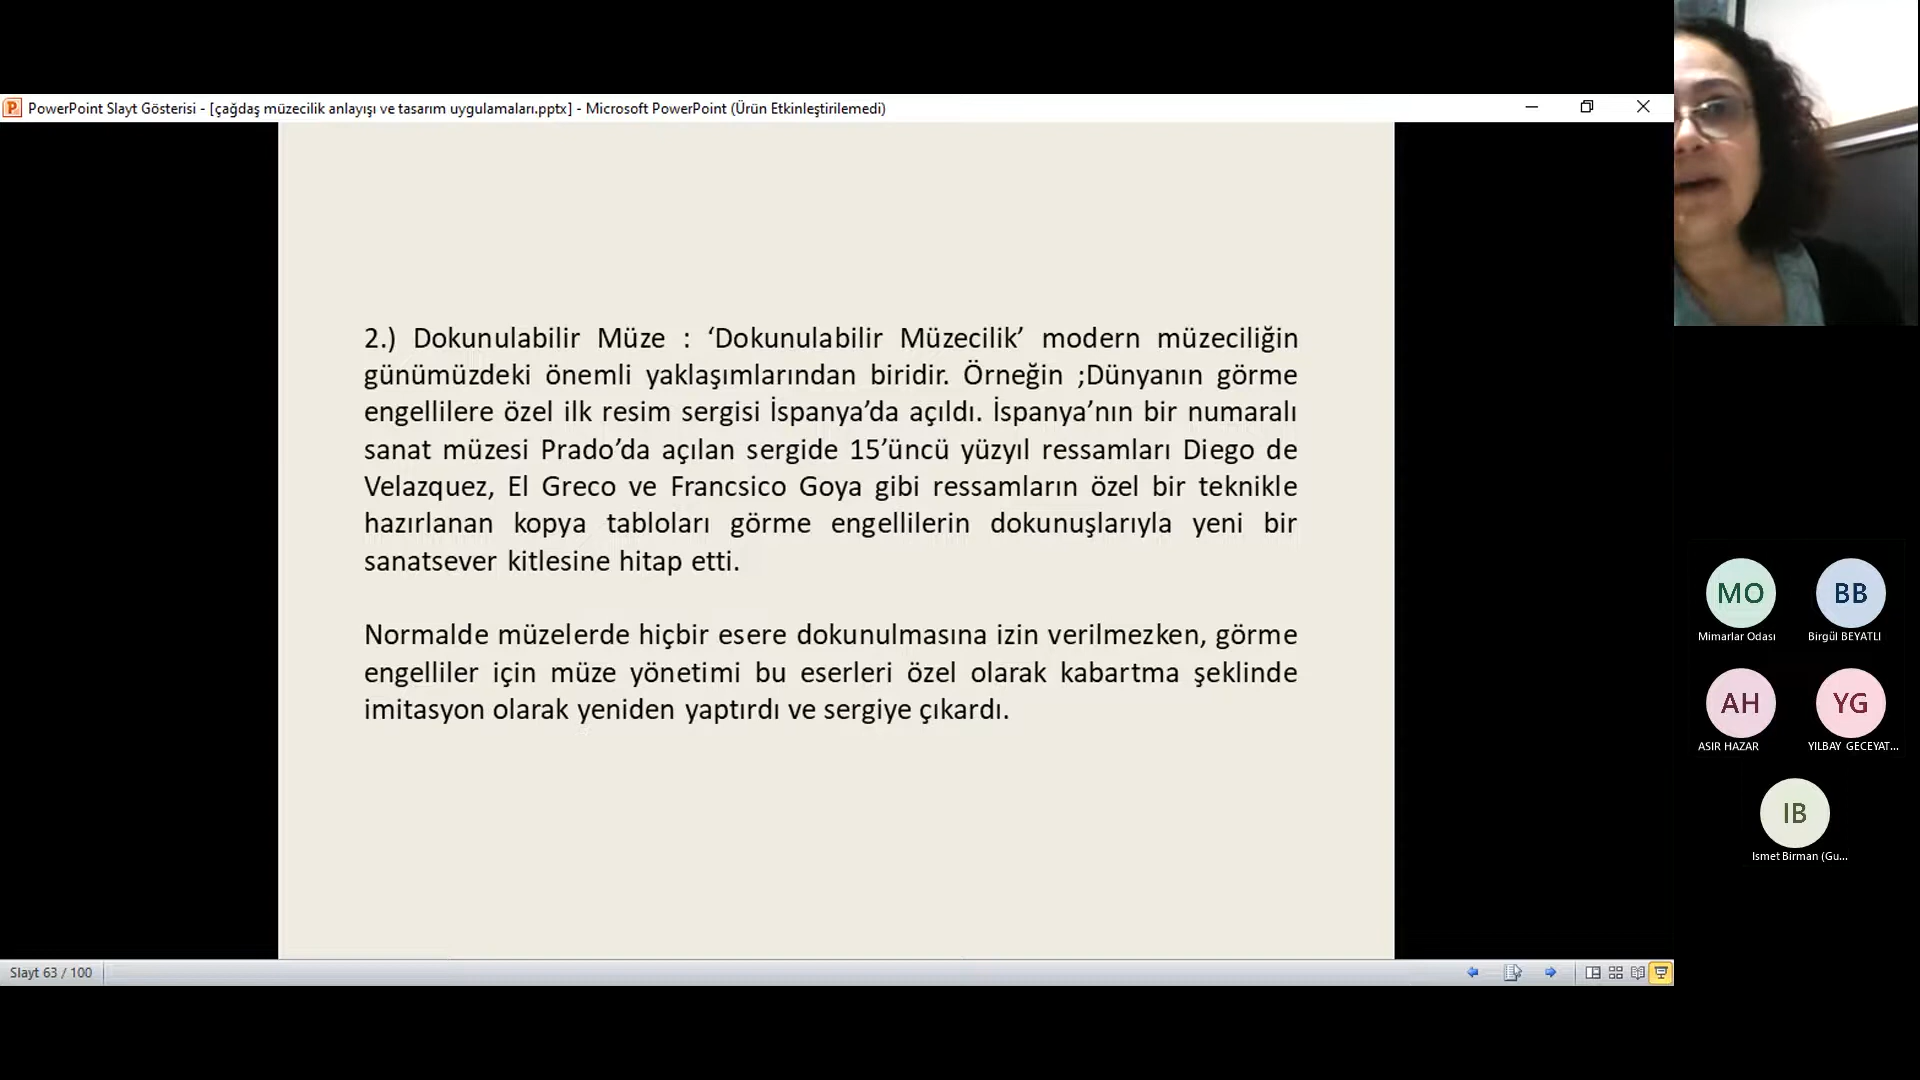 PowerPoint Slayt Gösterisi - [çağdaş müzecilik anlayışı ve tasarım uygulamaları.pptx] - Microsoft PowerPoint (Ürün Etkinleştirilemedi)
2.) Dokunulabilir Müze : ‘Dokunulabilir Müzecilik’ modern müzeciliğin
günümüzdeki önemli yaklaşımlarından biridir. Örneğin ;Dünyanın görme
engellilere özel ilk resim sergisi İspanya’da açıldı. İspanya’nın bir numaralı
sanat müzesi Prado’da açılan sergide 15’üncü yüzyıl ressamları Diego de
Velazquez, El Greco ve Francsico Goya gibi ressamların özel bir teknikle
hazırlanan kopya tabloları görme engellilerin dokunuşlarıyla yeni bir
sanatsever kitlesine hitap etti.
Normalde müzelerde hiçbir esere dokunulmasına izin verilmezken, görme
engelliler için müze yönetimi bu eserleri özel olarak kabartma şeklinde
imitasyon olarak yeniden yaptırdı ve sergiye çıkardı.
Slayt 63 / 100
MO
Mimarlar Odası
BB
Birgül BEYATLI
AH
ASIR HAZAR
YG
YILBAY GECEYAT...
IB
Ismet Birman (Gu...